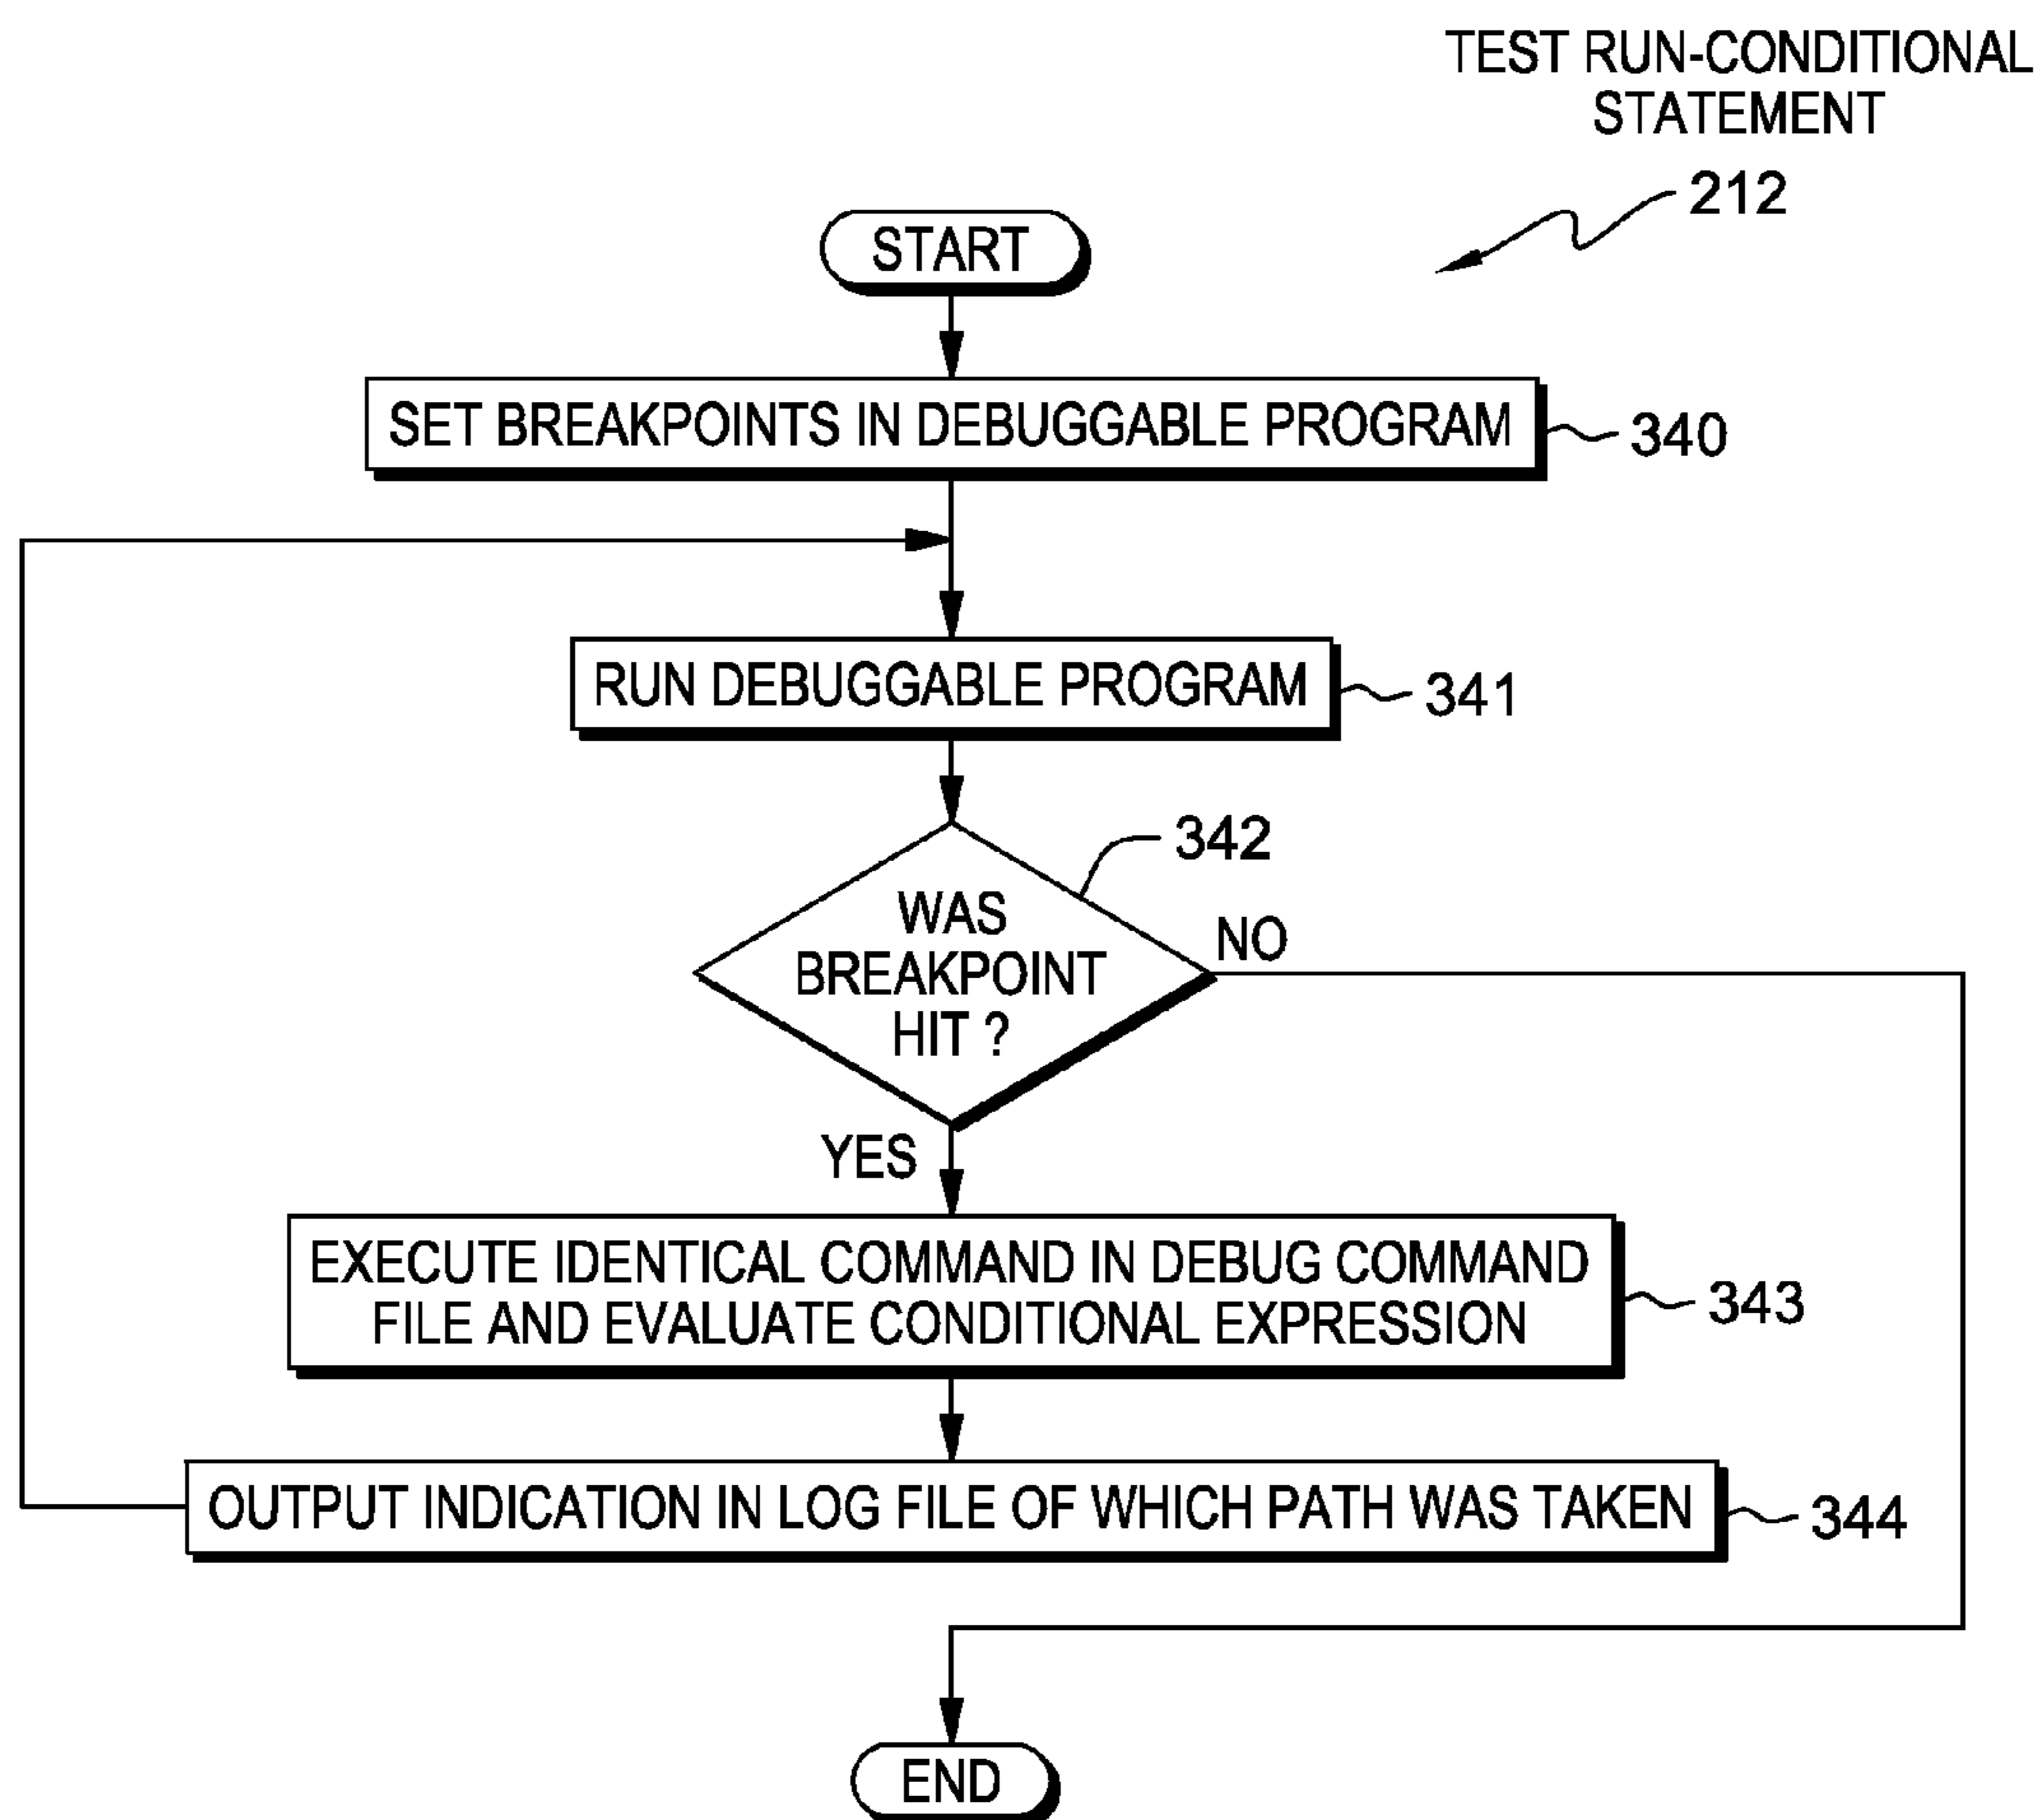 TEST RUN-CONDITIONAL
STATEMENT
212
START
SET BREAKPOINTS IN DEBUGGABLE PROGRAM
340
RUN DEBUGGABLE PROGRAM
341
342
WAS
BREAKPOINT
HIT ?
NO
YES
EXECUTE IDENTICAL COMMAND IN DEBUG COMMAND
FILE AND EVALUATE CONDITIONAL EXPRESSION
343
OUTPUT INDICATION IN LOG FILE OF WHICH PATH WAS TAKEN
344
END